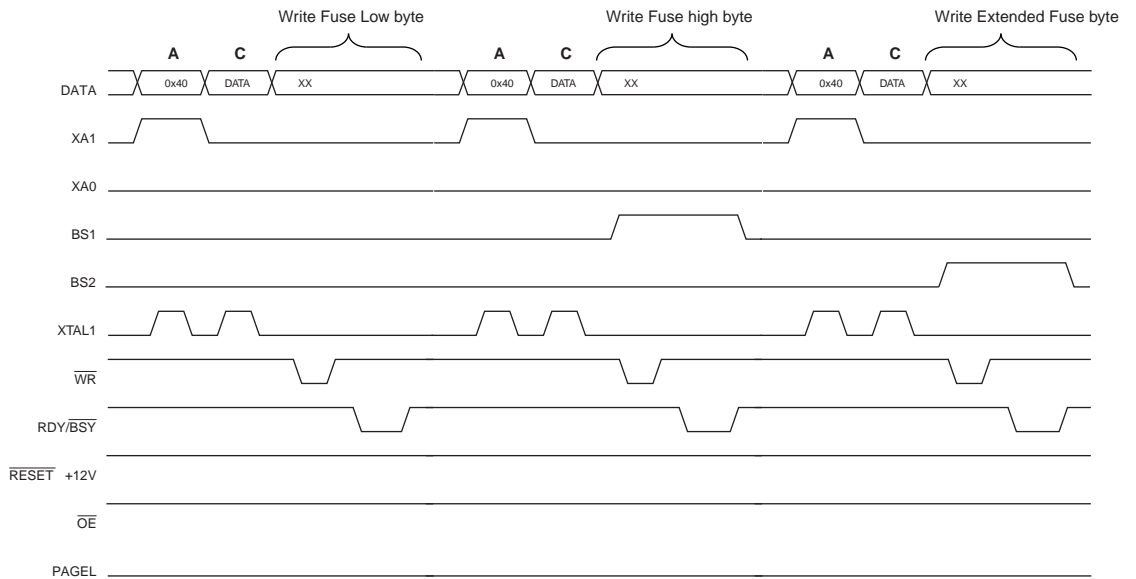 Write Fuse Low byte Write Fuse high byte Write Extended Fuse byte
A C A C A C
DATA 0x40 DATA XX 0x40 DATA XX 0x40 DATA XX
XA1
XA0
BS1
BS2
XTAL1
WR
RDY/BSY
RESET +12V
OE
PAGEL